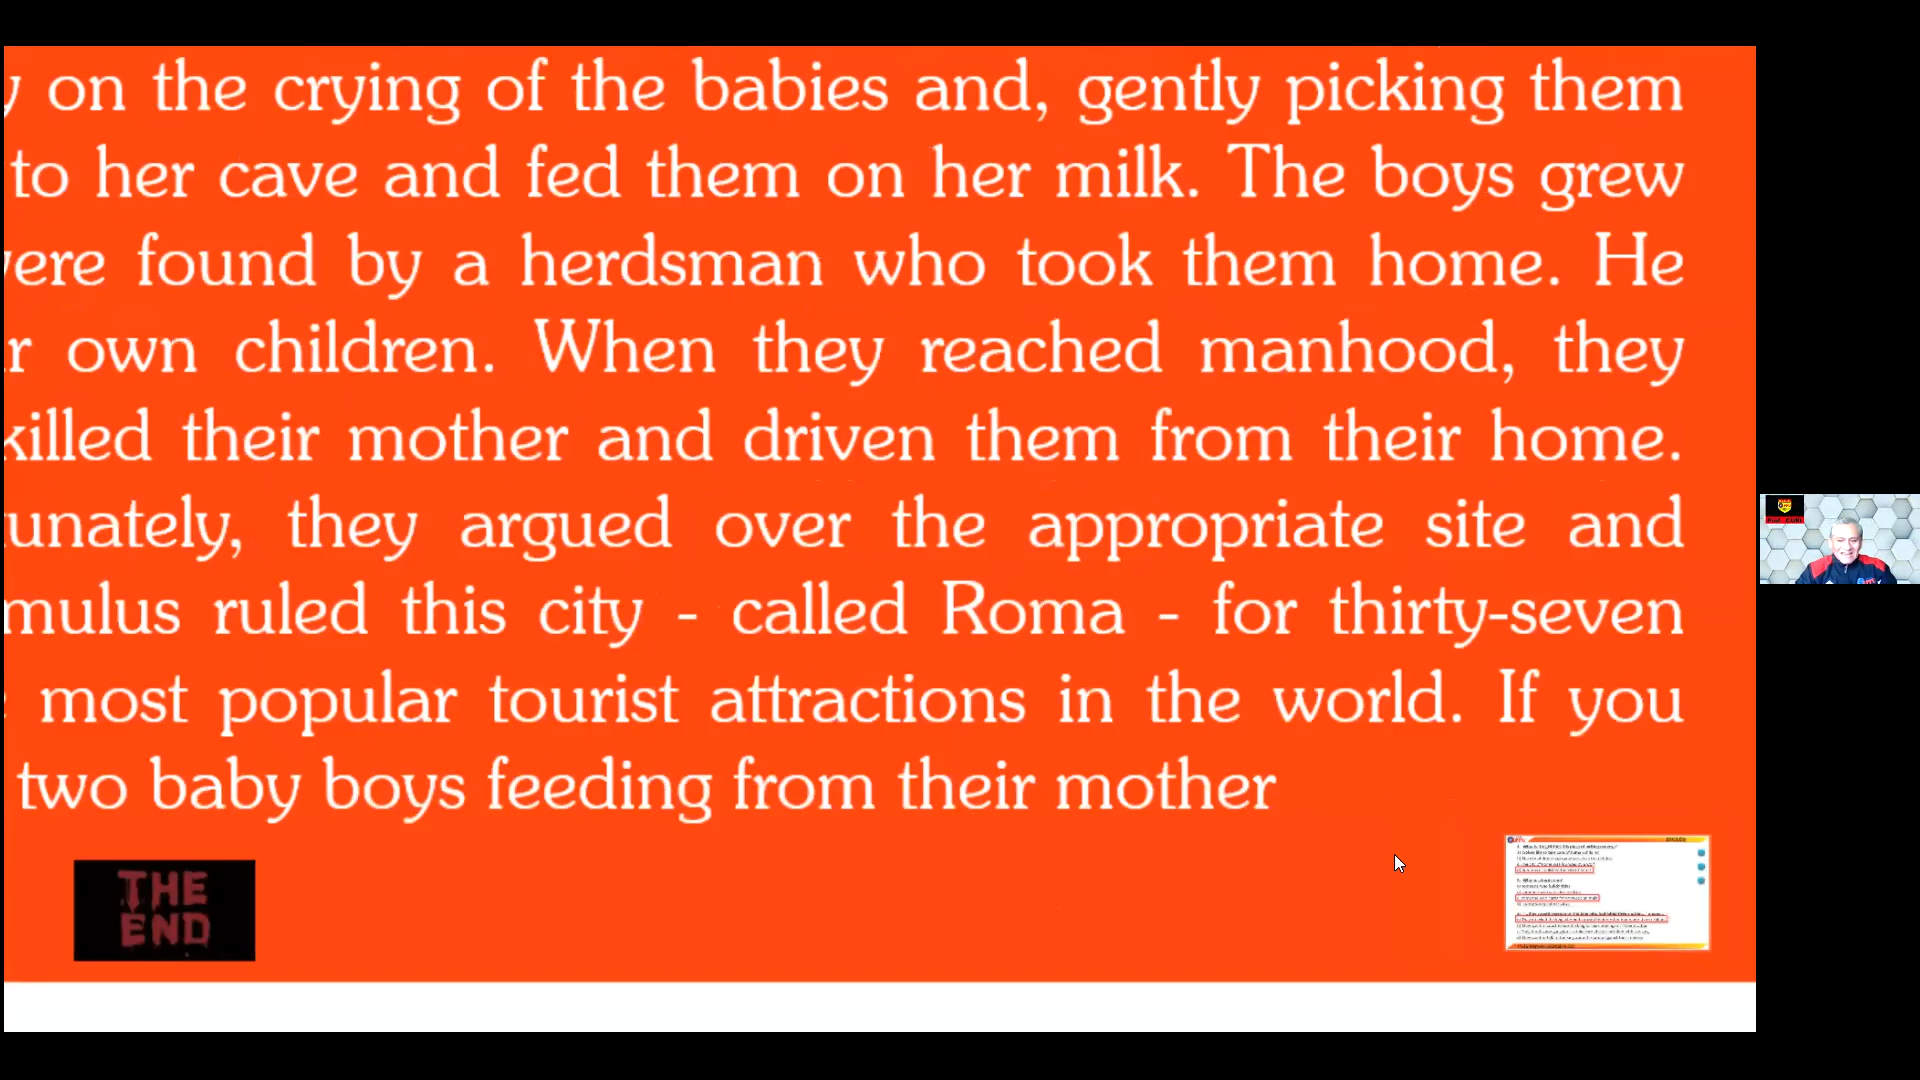 y on the crying of the babies and, gently picking them
to her cave and fed them on her milk. The boys grew
were found by a herdsman who took them home. He
r own children. When they reached manhood, they
killed their mother and driven them from their home.
tunately, they argued over the appropriate site and
mulus ruled this city - called Roma - for thirty-seven
most popular tourist attractions in the world. If you
two baby boys feeding from their mother
THE
END